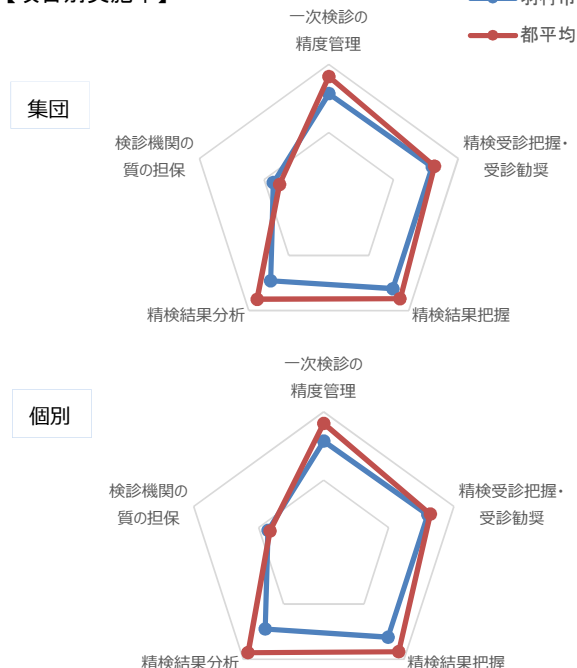 都平均
集団
一次検診の
精度管理
検診機関の
質の担保
精検受診把握・
受診勧奨
精検結果分析
精検結果把握
個別
一次検診の
精度管理
検診機関の
質の担保
精検受診把握・
受診勧奨
精検結果分析
精検結果把握